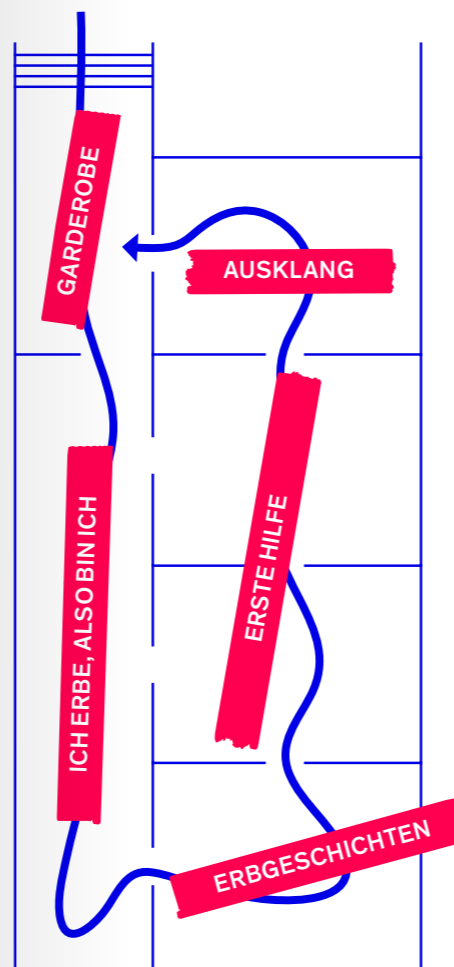 GARDEROBE
ICH ERBE, ALSO BIN ICH
ERBGESCHICHTEN
ERSTE HILFE
AUSKLANG